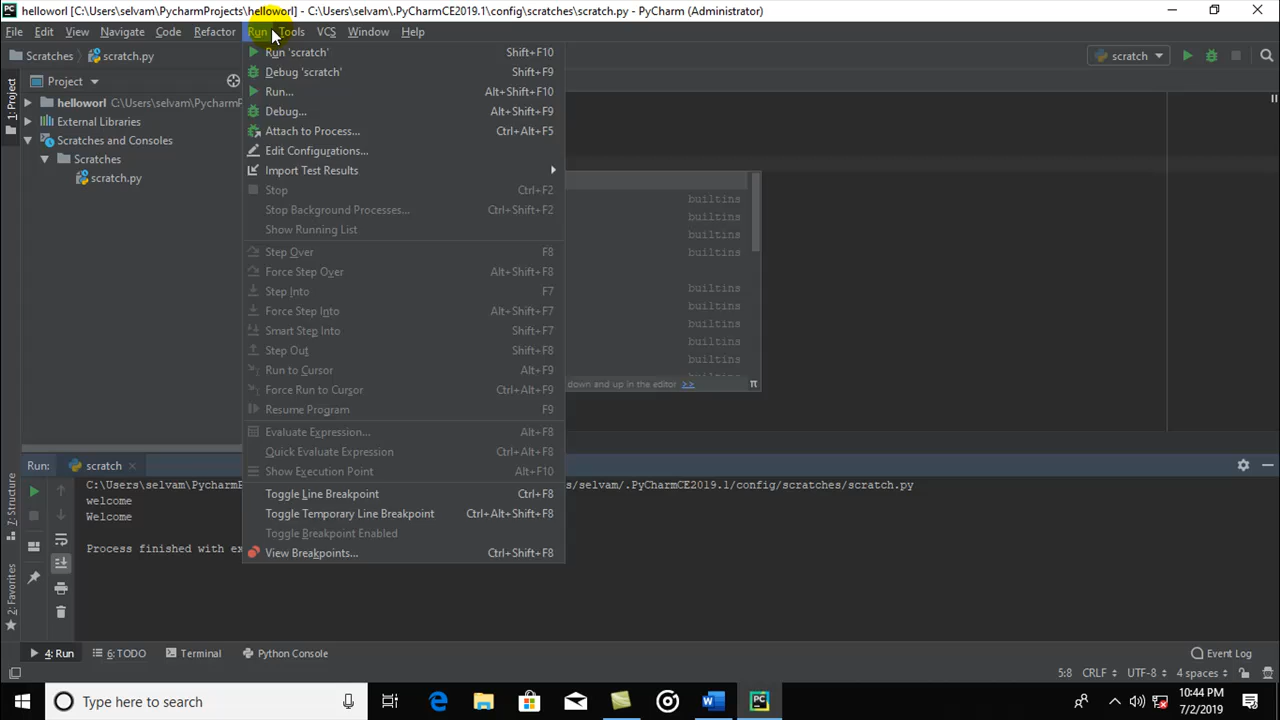 PC helloworl [C:\Users\selvam\PycharmProjects\helloworl] - C:\Users\selvam\.PyCharmCE2019.1\config\scratches\scratch.py - PyCharm (Administrator)
File Edit View Navigate Code Refactor Run Tools VCS Window Help
Scratches scratch.py scratch
Project
1: Project
helloworl C:\Users\selvam\PycharmP
External Libraries
Scratches and Consoles
Scratches
scratch.py
Run 'scratch' Shift+F10
Debug 'scratch' Shift+F9
Run... Alt+Shift+F10
Debug... Alt+Shift+F9
Attach to Process... Ctrl+Alt+F5
Edit Configurations...
Import Test Results
Stop Ctrl+F2
Stop Background Processes... Ctrl+Shift+F2
Show Running List
Step Over F8
Force Step Over Alt+Shift+F8
Step Into F7
Force Step Into Alt+Shift+F7
Smart Step Into Shift+F7
Step Out Shift+F8
Run to Cursor Alt+F9
Force Run to Cursor Ctrl+Alt+F9
Resume Program F9
Evaluate Expression... Alt+F8
Quick Evaluate Expression Ctrl+Alt+F8
Show Execution Point Alt+F10
Toggle Line Breakpoint Ctrl+F8
Toggle Temporary Line Breakpoint Ctrl+Alt+Shift+F8
Toggle Breakpoint Enabled
View Breakpoints... Ctrl+Shift+F8
builtins
builtins
builtins
builtins
builtins
builtins
builtins
builtins
builtins
down and up in the editor >> π
Run: scratch
C:\Users\selvam\PycharmP s/selvam/.PyCharmCE2019.1/config/scratches/scratch.py
welcome
Welcome
Process finished with ex
7: Structure
2: Favorites
4: Run 6: TODO Terminal Python Console Event Log
5:8 CRLF UTF-8 4 spaces
Type here to search
PC
10:44 PM
7/2/2019